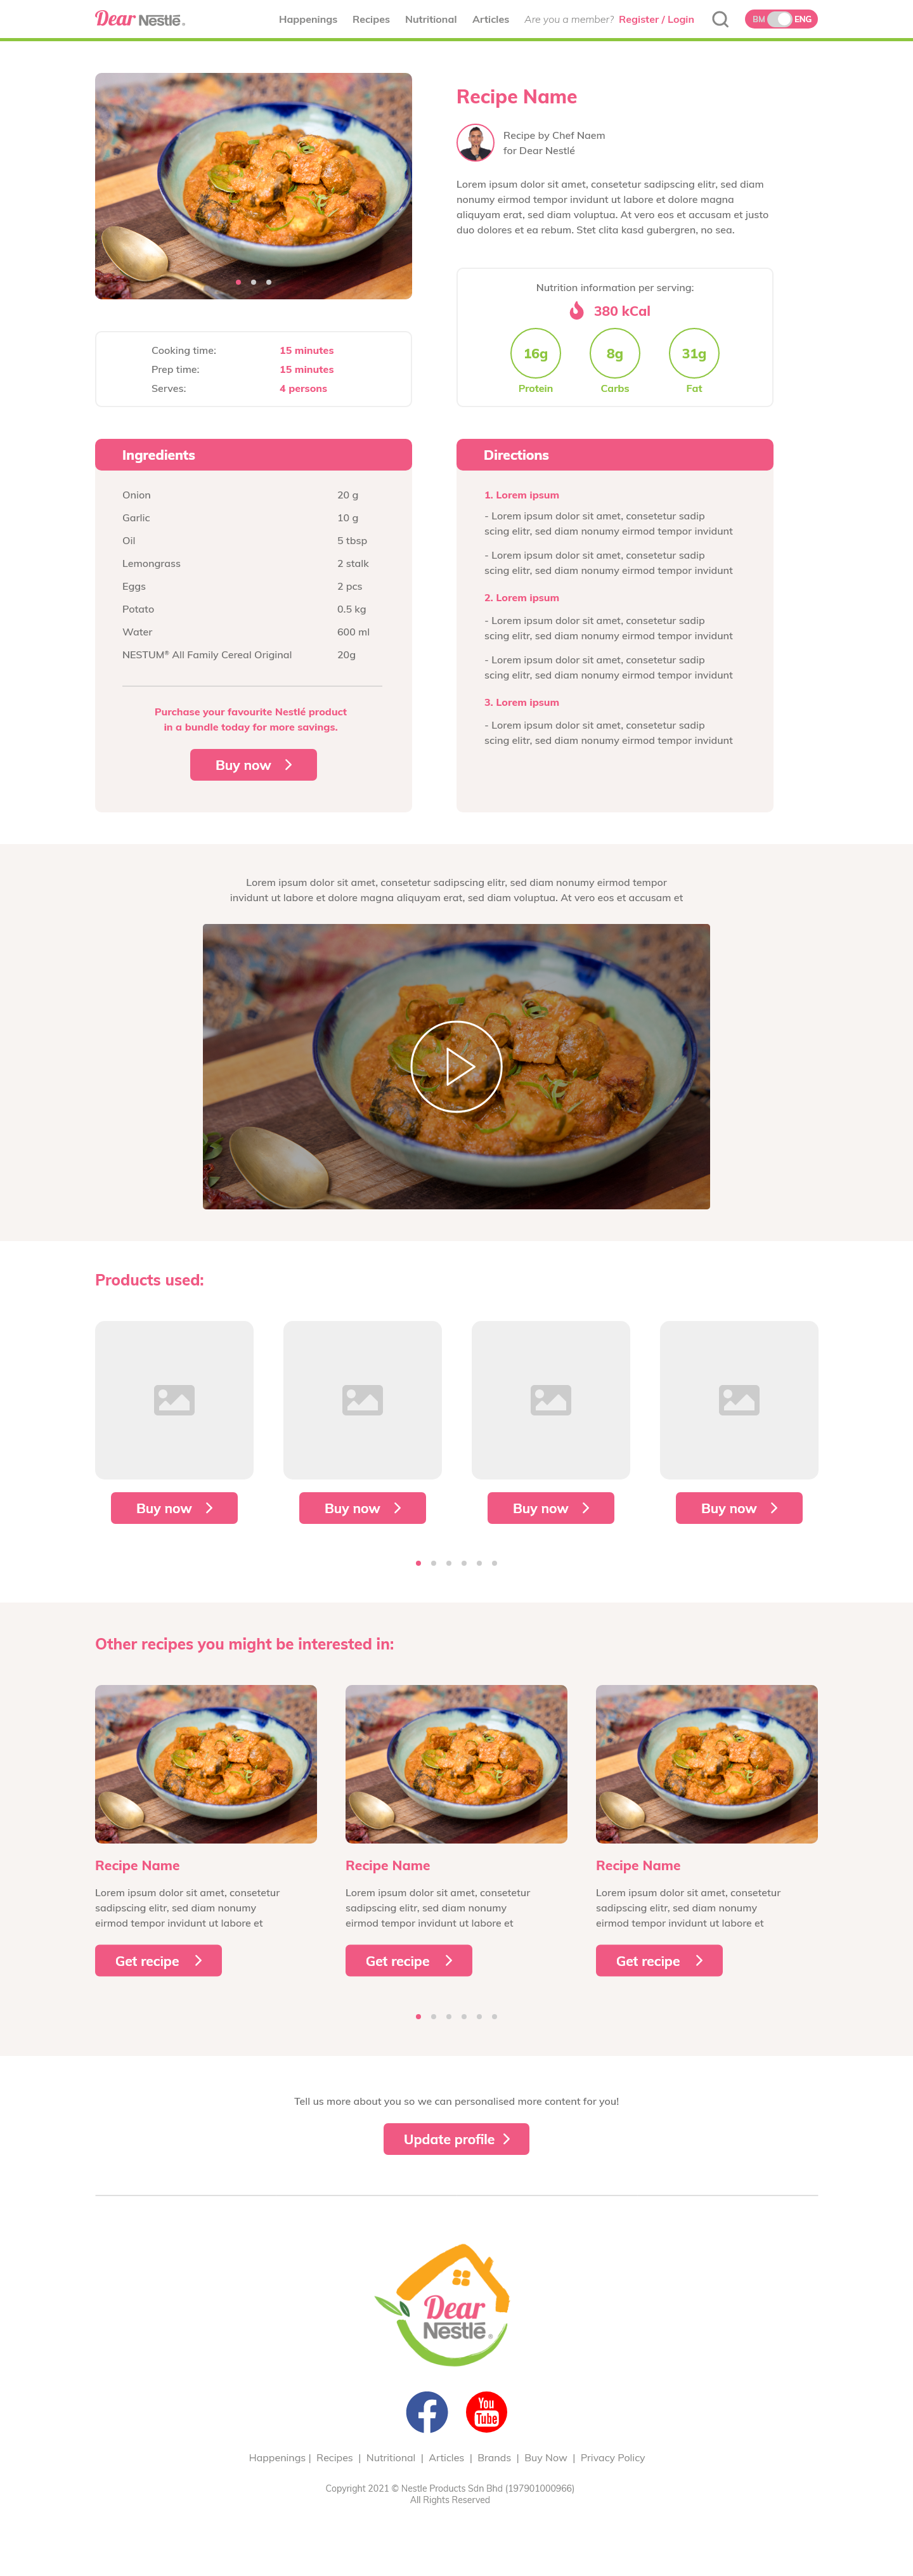 Dear Nestlé®
Happenings Recipes Nutritional Articles Are you a member? Register / Login BM ENG
Recipe Name
Recipe by Chef Naem
for Dear Nestlé
Lorem ipsum dolor sit amet, consetetur sadipscing elitr, sed diam
nonumy eirmod tempor invidunt ut labore et dolore magna
aliquyam erat, sed diam voluptua. At vero eos et accusam et justo
duo dolores et ea rebum. Stet clita kasd gubergren, no sea.
Cooking time: 15 minutes
Prep time: 15 minutes
Serves: 4 persons
Nutrition information per serving:
380 kCal
16g 8g 31g
Protein Carbs Fat
Ingredients
Onion 20 g
Garlic 10 g
Oil 5 tbsp
Lemongrass 2 stalk
Eggs 2 pcs
Potato 0.5 kg
Water 600 ml
NESTUM® All Family Cereal Original 20g
Purchase your favourite Nestlé product
in a bundle today for more savings.
Buy now
Directions
1. Lorem ipsum
- Lorem ipsum dolor sit amet, consetetur sadip
scing elitr, sed diam nonumy eirmod tempor invidunt
- Lorem ipsum dolor sit amet, consetetur sadip
scing elitr, sed diam nonumy eirmod tempor invidunt
2. Lorem ipsum
- Lorem ipsum dolor sit amet, consetetur sadip
scing elitr, sed diam nonumy eirmod tempor invidunt
- Lorem ipsum dolor sit amet, consetetur sadip
scing elitr, sed diam nonumy eirmod tempor invidunt
3. Lorem ipsum
- Lorem ipsum dolor sit amet, consetetur sadip
scing elitr, sed diam nonumy eirmod tempor invidunt
Lorem ipsum dolor sit amet, consetetur sadipscing elitr, sed diam nonumy eirmod tempor
invidunt ut labore et dolore magna aliquyam erat, sed diam voluptua. At vero eos et accusam et
Products used:
Buy now Buy now Buy now Buy now
Other recipes you might be interested in:
Recipe Name
Lorem ipsum dolor sit amet, consetetur
sadipscing elitr, sed diam nonumy
eirmod tempor invidunt ut labore et
Get recipe
Recipe Name
Lorem ipsum dolor sit amet, consetetur
sadipscing elitr, sed diam nonumy
eirmod tempor invidunt ut labore et
Get recipe
Recipe Name
Lorem ipsum dolor sit amet, consetetur
sadipscing elitr, sed diam nonumy
eirmod tempor invidunt ut labore et
Get recipe
Tell us more about you so we can personalised more content for you!
Update profile
Dear
Nestlé®
You
Tube
Happenings | Recipes | Nutritional | Articles | Brands | Buy Now | Privacy Policy
Copyright 2021 © Nestle Products Sdn Bhd (197901000966)
All Rights Reserved